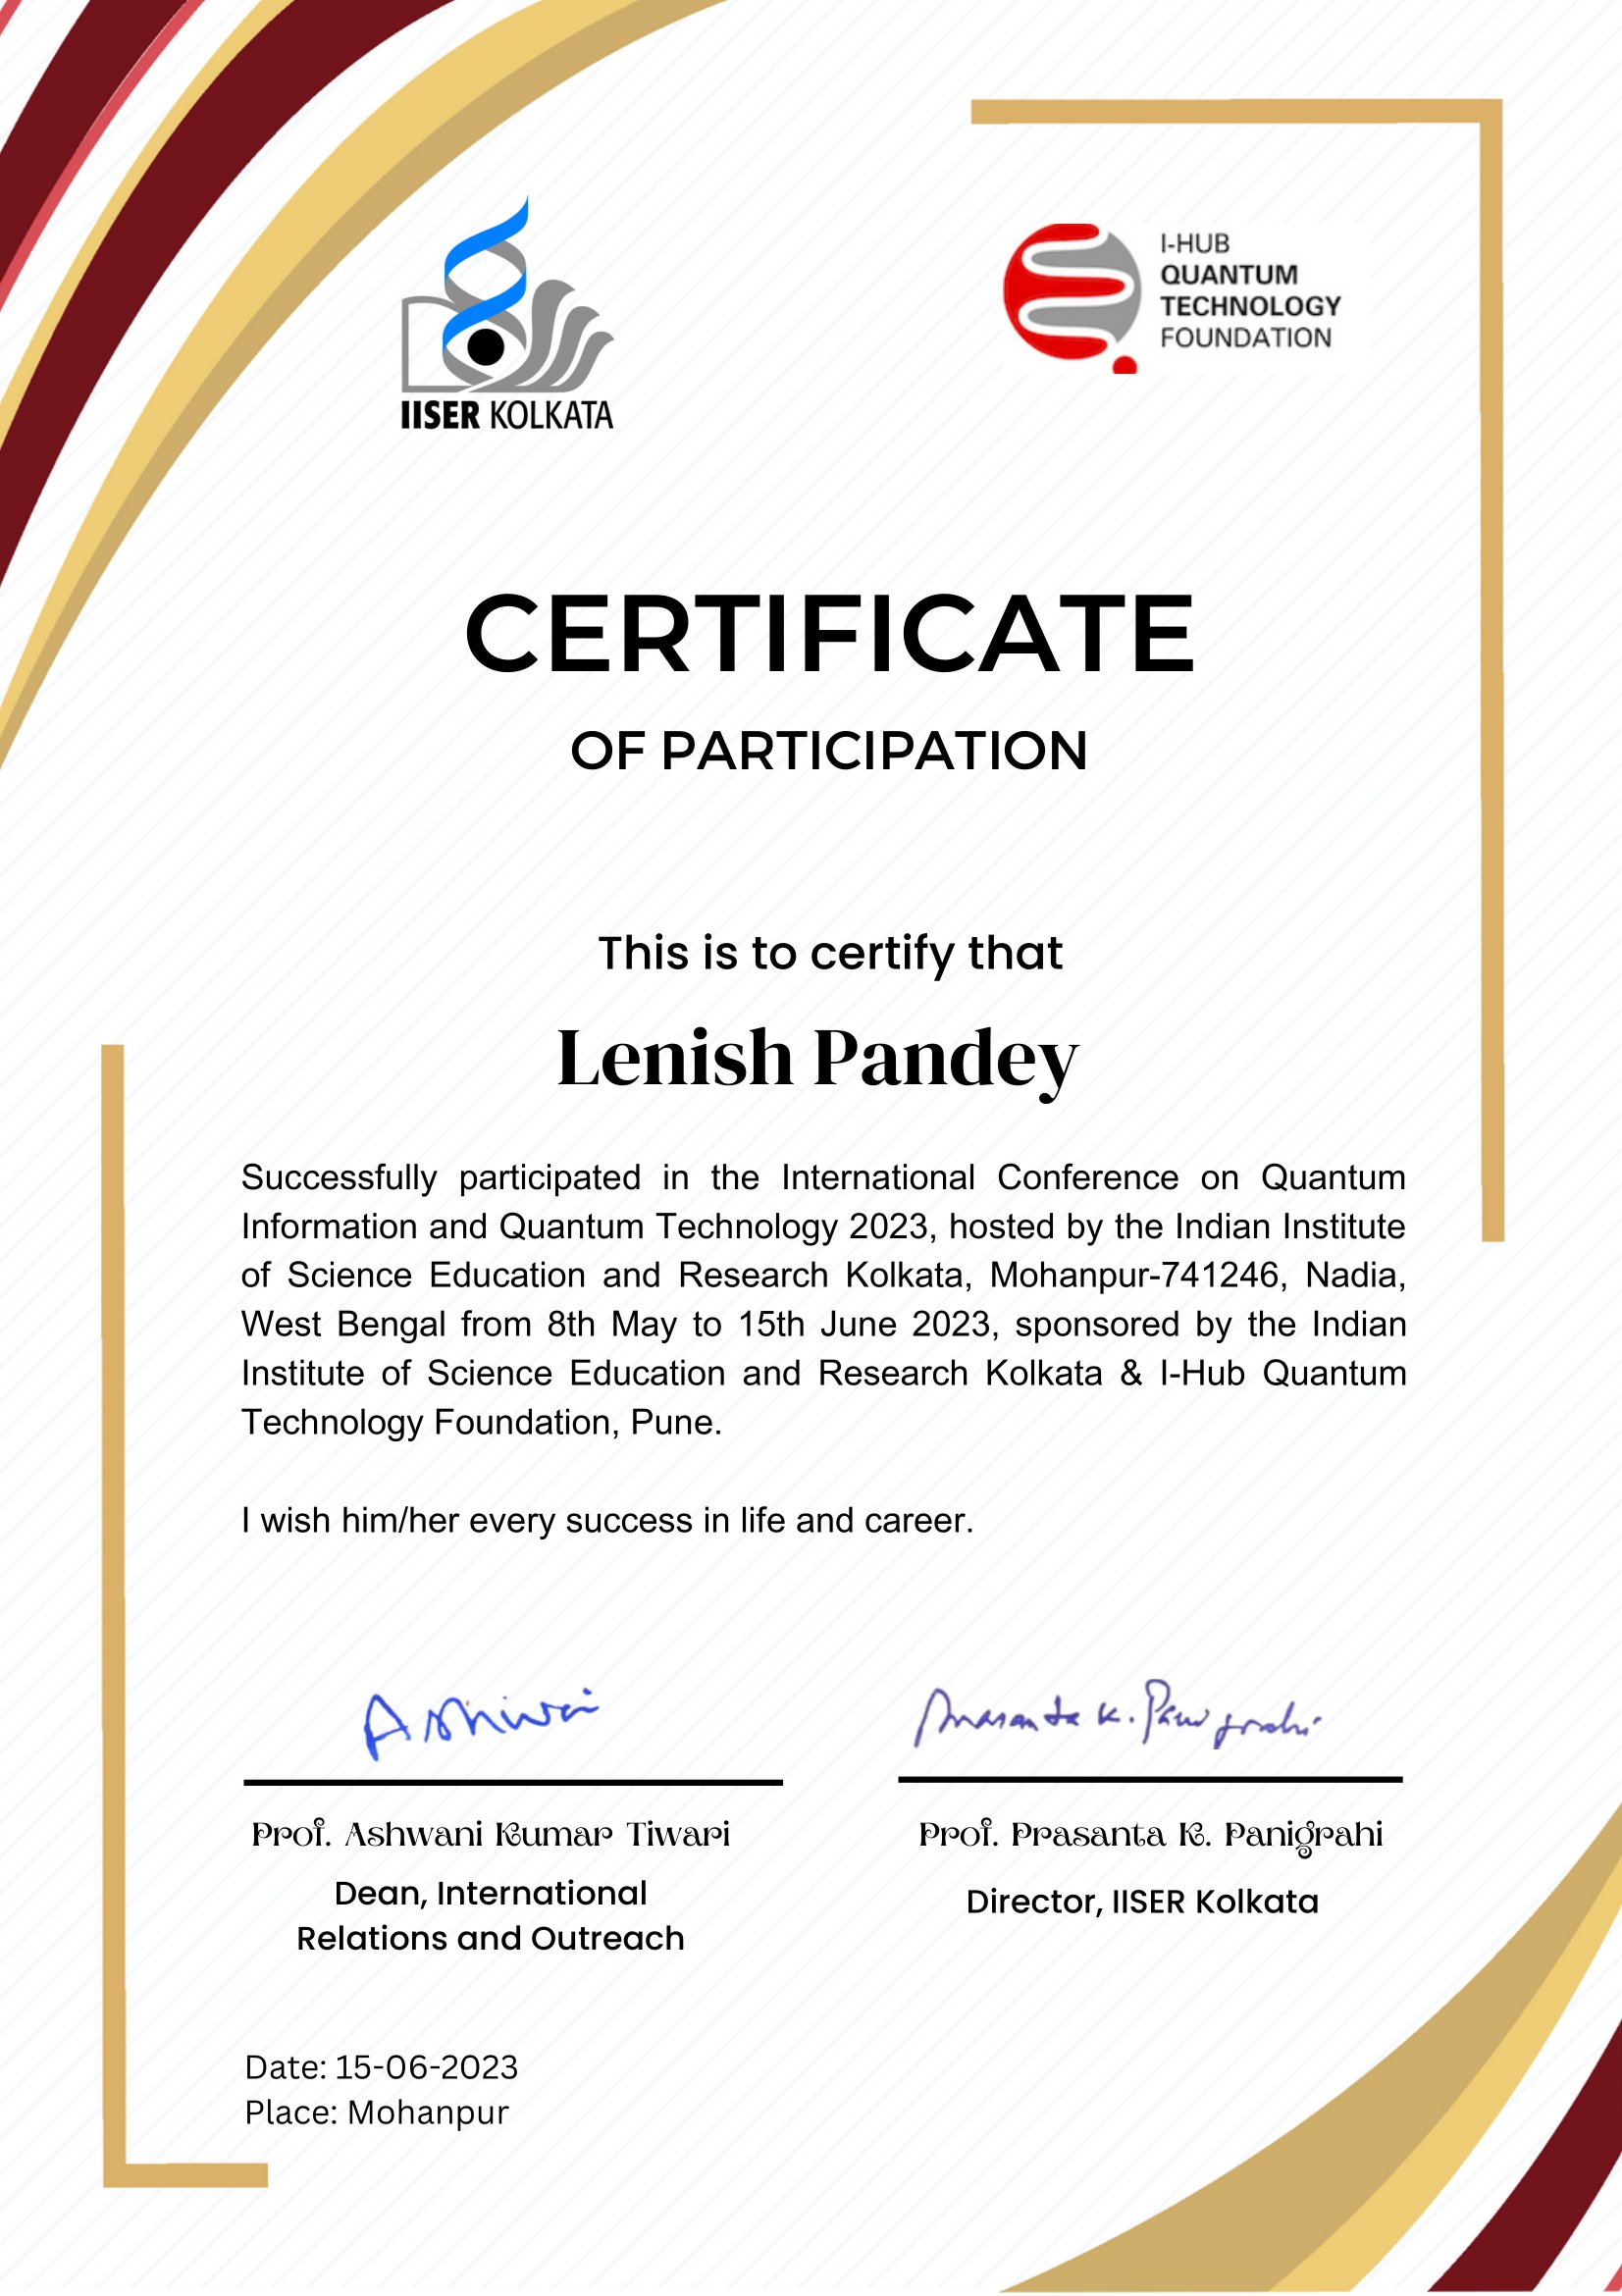 IISER KOLKATA
I-HUB
QUANTUM
TECHNOLOGY
FOUNDATION
CERTIFICATE
OF PARTICIPATION
This is to certify that
Lenish Pandey
Successfully participated in the International Conference on Quantum
Information and Quantum Technology 2023, hosted by the Indian Institute
of Science Education and Research Kolkata, Mohanpur-741246, Nadia,
West Bengal from 8th May to 15th June 2023, sponsored by the Indian
Institute of Science Education and Research Kolkata & I-Hub Quantum
Technology Foundation, Pune.
I wish him/her every success in life and career.
Ashwani
Prasanta K. Panigrahi
Prof. Ashwani Kumar Tiwari
Dean, International
Relations and Outreach
Prof. Prasanta K. Panigrahi
Director, IISER Kolkata
Date: 15-06-2023
Place: Mohanpur